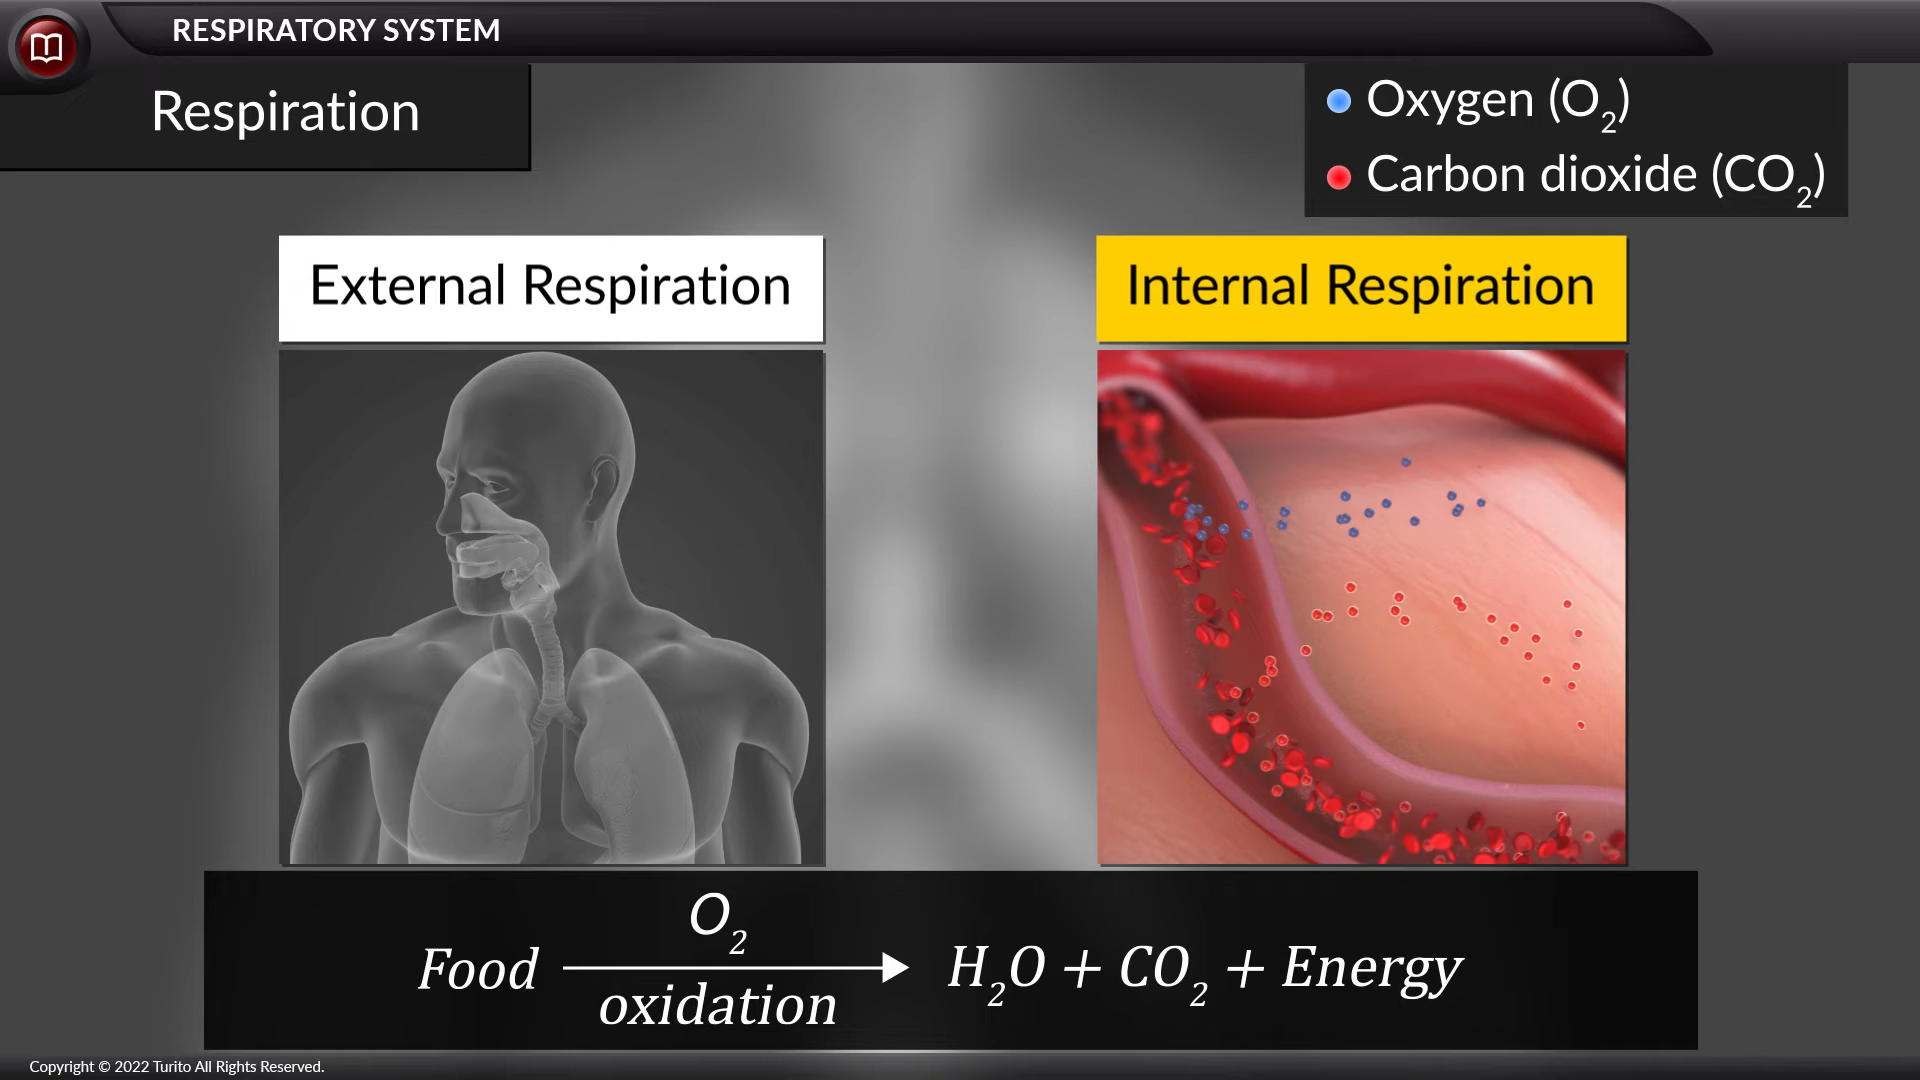 RESPIRATORY SYSTEM
Respiration
Oxygen (O₂)
Carbon dioxide (CO₂)
External Respiration
Internal Respiration
O₂
Food → H₂O + CO₂ + Energy
oxidation
Copyright © 2022 Turito All Rights Reserved.